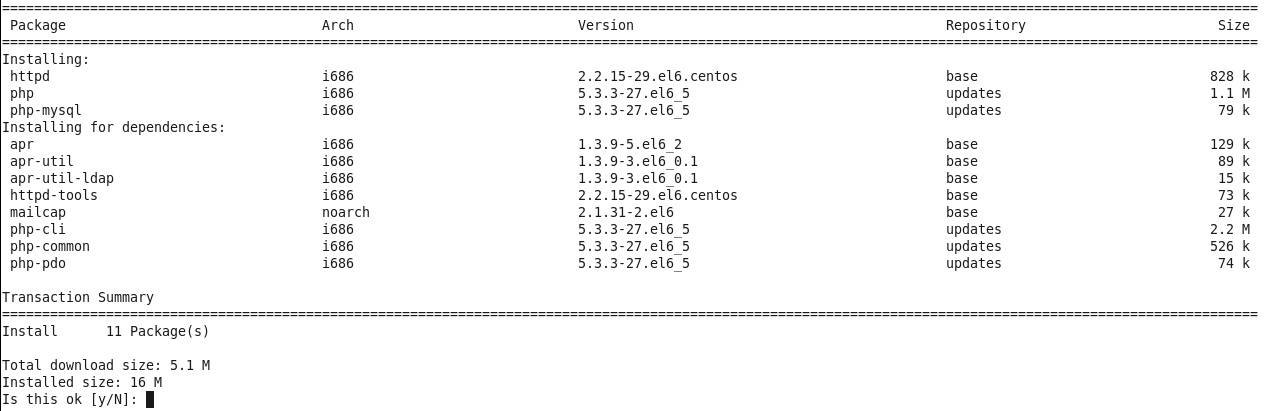 ================================================================================
 Package                Arch          Version                    Repository      Size
================================================================================
Installing:
 httpd                  i686          2.2.15-29.el6.centos       base           828 k
 php                    i686          5.3.3-27.el6_5             updates        1.1 M
 php-mysql              i686          5.3.3-27.el6_5             updates         79 k
Installing for dependencies:
 apr                    i686          1.3.9-5.el6_2              base           129 k
 apr-util               i686          1.3.9-3.el6_0.1            base            89 k
 apr-util-ldap          i686          1.3.9-3.el6_0.1            base            15 k
 httpd-tools            i686          2.2.15-29.el6.centos       base            73 k
 mailcap                noarch        2.1.31-2.el6               base            27 k
 php-cli                i686          5.3.3-27.el6_5             updates        2.2 M
 php-common             i686          5.3.3-27.el6_5             updates        526 k
 php-pdo                i686          5.3.3-27.el6_5             updates         74 k

Transaction Summary
================================================================================
Install      11 Package(s)

Total download size: 5.1 M
Installed size: 16 M
Is this ok [y/N]: